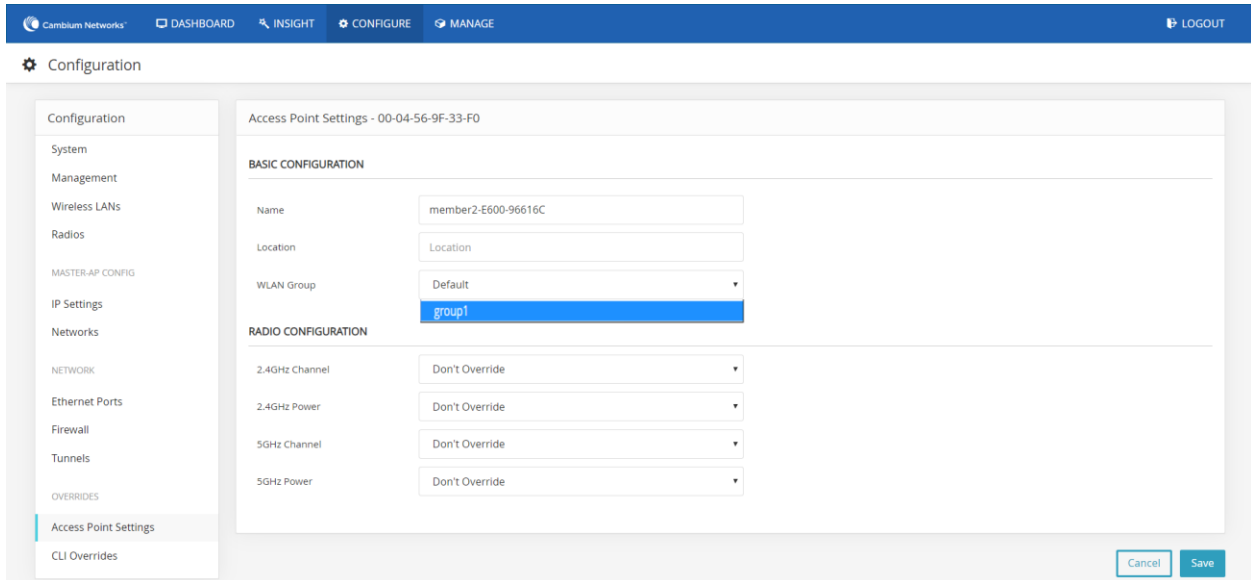 Cambium Networks™ DASHBOARD INSIGHT CONFIGURE MANAGE LOGOUT
Configuration
Configuration
System
Management
Wireless LANs
Radios
MASTER-AP CONFIG
IP Settings
Networks
NETWORK
Ethernet Ports
Firewall
Tunnels
OVERRIDES
Access Point Settings
CLI Overrides
Access Point Settings - 00-04-56-9F-33-F0
BASIC CONFIGURATION
Name member2-E600-96616C
Location Location
WLAN Group Default
group1
RADIO CONFIGURATION
2.4GHz Channel Don't Override
2.4GHz Power Don't Override
5GHz Channel Don't Override
5GHz Power Don't Override
Cancel Save